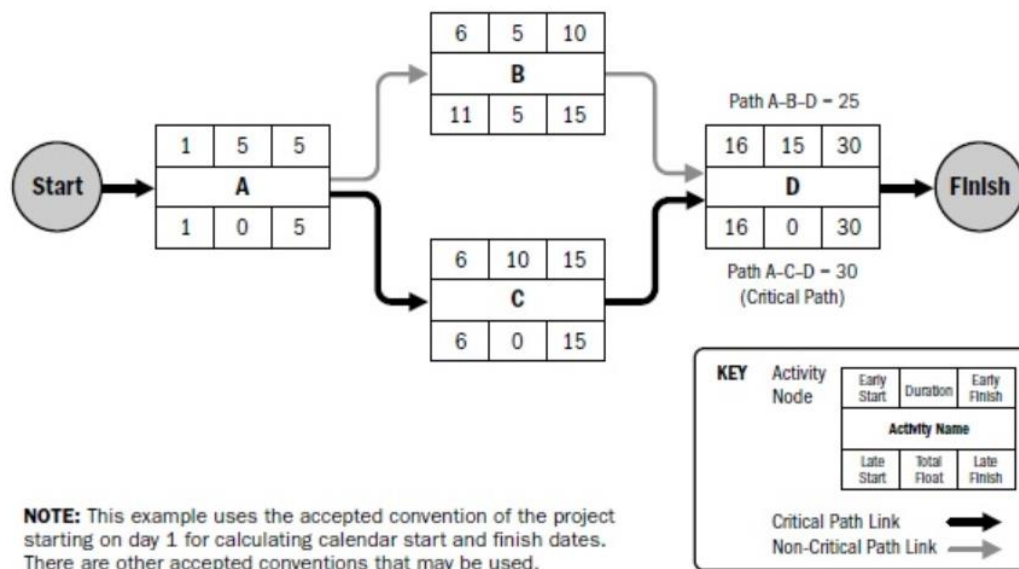 6 5 10
B
11 5 15
Path A-B-D = 25
1 5 5
A
1 0 5
16 15 30
D
16 0 30
Start
Finish
6 10 15
C
6 0 15
Path A-C-D = 30
(Critical Path)
KEY Activity
Node
Early
Start
Duration
Early
Finish
Activity Name
Late
Start
Total
Float
Late
Finish
Critical Path Link
Non-Critical Path Link
NOTE: This example uses the accepted convention of the project
starting on day 1 for calculating calendar start and finish dates.
There are other accepted conventions that may be used.